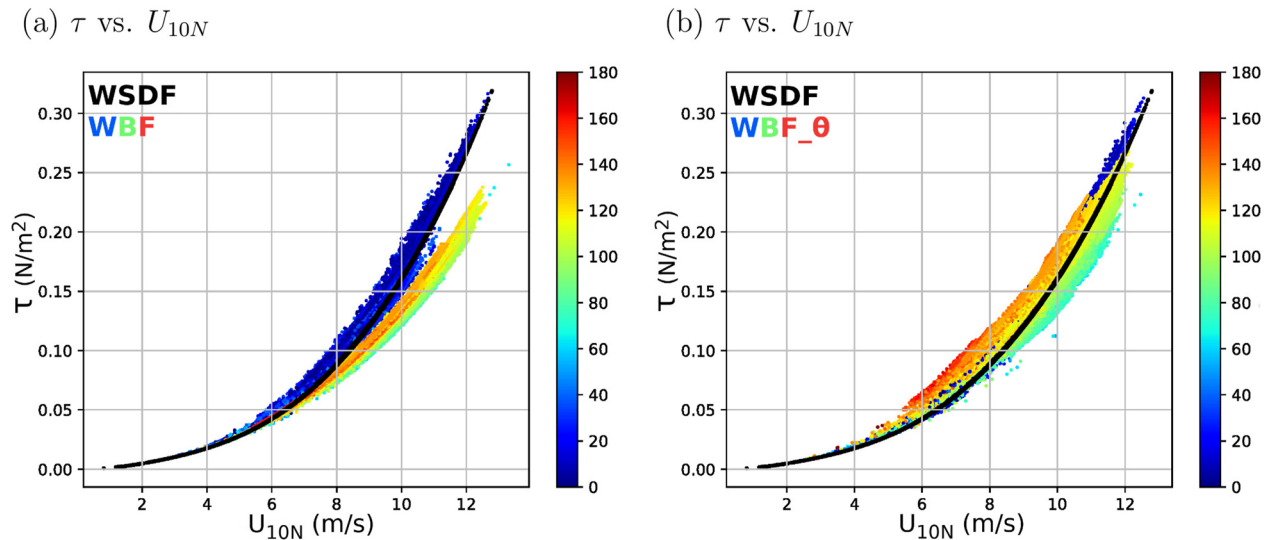 (a) τ vs. U10N
WSDF
WBF
0.30
0.25
0.20
0.15
0.10
0.05
0.00
τ (N/m²)
2 4 6 8 10 12
U10N (m/s)
180
160
140
120
100
80
60
40
20
0
(b) τ vs. U10N
WSDF
WBF_θ
0.30
0.25
0.20
0.15
0.10
0.05
0.00
τ (N/m²)
2 4 6 8 10 12
U10N (m/s)
180
160
140
120
100
80
60
40
20
0